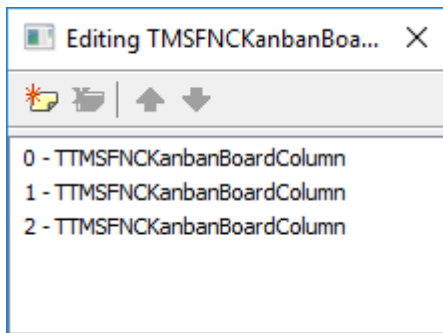 Editing TMSFNCKanbanBoa...
0 - TTMSFNCKanbanBoardColumn
1 - TTMSFNCKanbanBoardColumn
2 - TTMSFNCKanbanBoardColumn